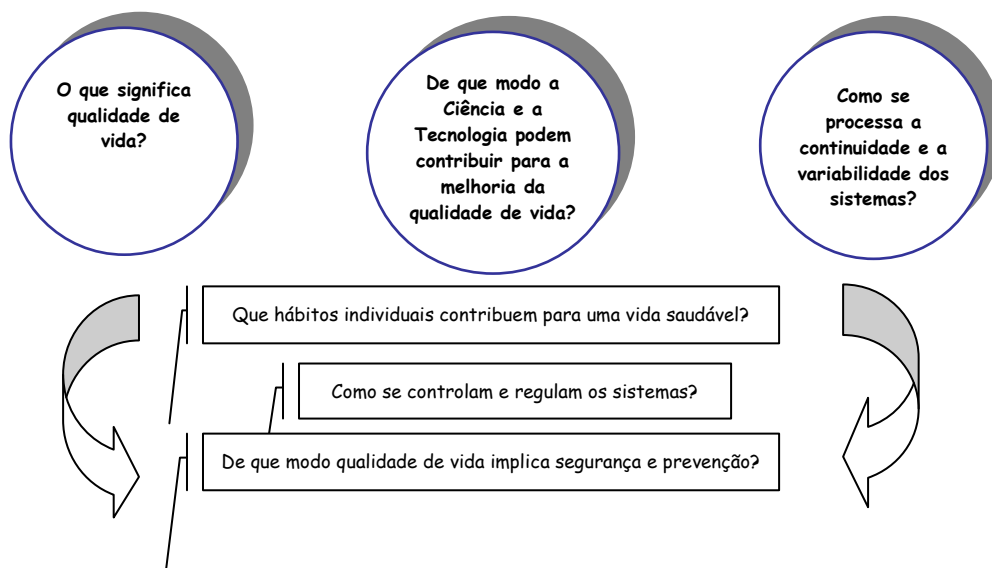 O que significa
qualidade de
vida?
De que modo a
Ciência e a
Tecnologia podem
contribuir para a
melhoria da
qualidade de vida?
Como se
processa a
continuidade e a
variabilidade dos
sistemas?
Que hábitos individuais contribuem para uma vida saudável?
Como se controlam e regulam os sistemas?
De que modo qualidade de vida implica segurança e prevenção?